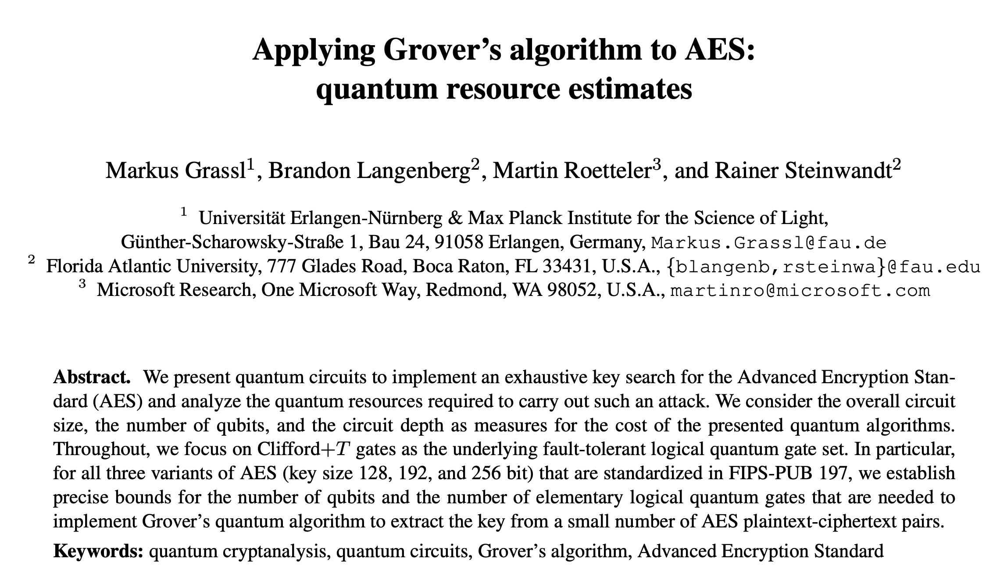 Applying Grover’s algorithm to AES:
quantum resource estimates
Markus Grassl1, Brandon Langenberg2, Martin Roetteler3, and Rainer Steinwandt2
1 Universität Erlangen-Nürnberg & Max Planck Institute for the Science of Light,
Günther-Scharowsky-Straße 1, Bau 24, 91058 Erlangen, Germany, Markus.Grassl@fau.de
2 Florida Atlantic University, 777 Glades Road, Boca Raton, FL 33431, U.S.A., {blangenb,rsteinwa}@fau.edu
3 Microsoft Research, One Microsoft Way, Redmond, WA 98052, U.S.A., martinro@microsoft.com
Abstract. We present quantum circuits to implement an exhaustive key search for the Advanced Encryption Stan-
dard (AES) and analyze the quantum resources required to carry out such an attack. We consider the overall circuit
size, the number of qubits, and the circuit depth as measures for the cost of the presented quantum algorithms.
Throughout, we focus on Clifford+T gates as the underlying fault-tolerant logical quantum gate set. In particular,
for all three variants of AES (key size 128, 192, and 256 bit) that are standardized in FIPS-PUB 197, we establish
precise bounds for the number of qubits and the number of elementary logical quantum gates that are needed to
implement Grover’s quantum algorithm to extract the key from a small number of AES plaintext-ciphertext pairs.
Keywords: quantum cryptanalysis, quantum circuits, Grover’s algorithm, Advanced Encryption Standard